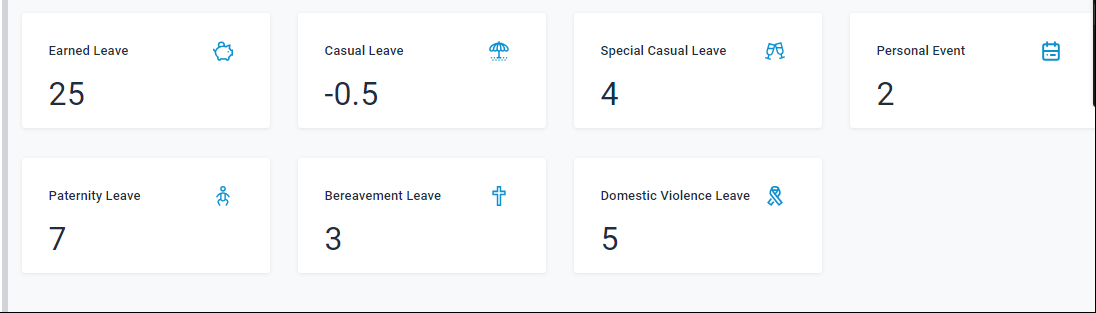 Earned Leave
25
Casual Leave
-0.5
Special Casual Leave
4
Personal Event
2
Paternity Leave
7
Bereavement Leave
3
Domestic Violence Leave
5